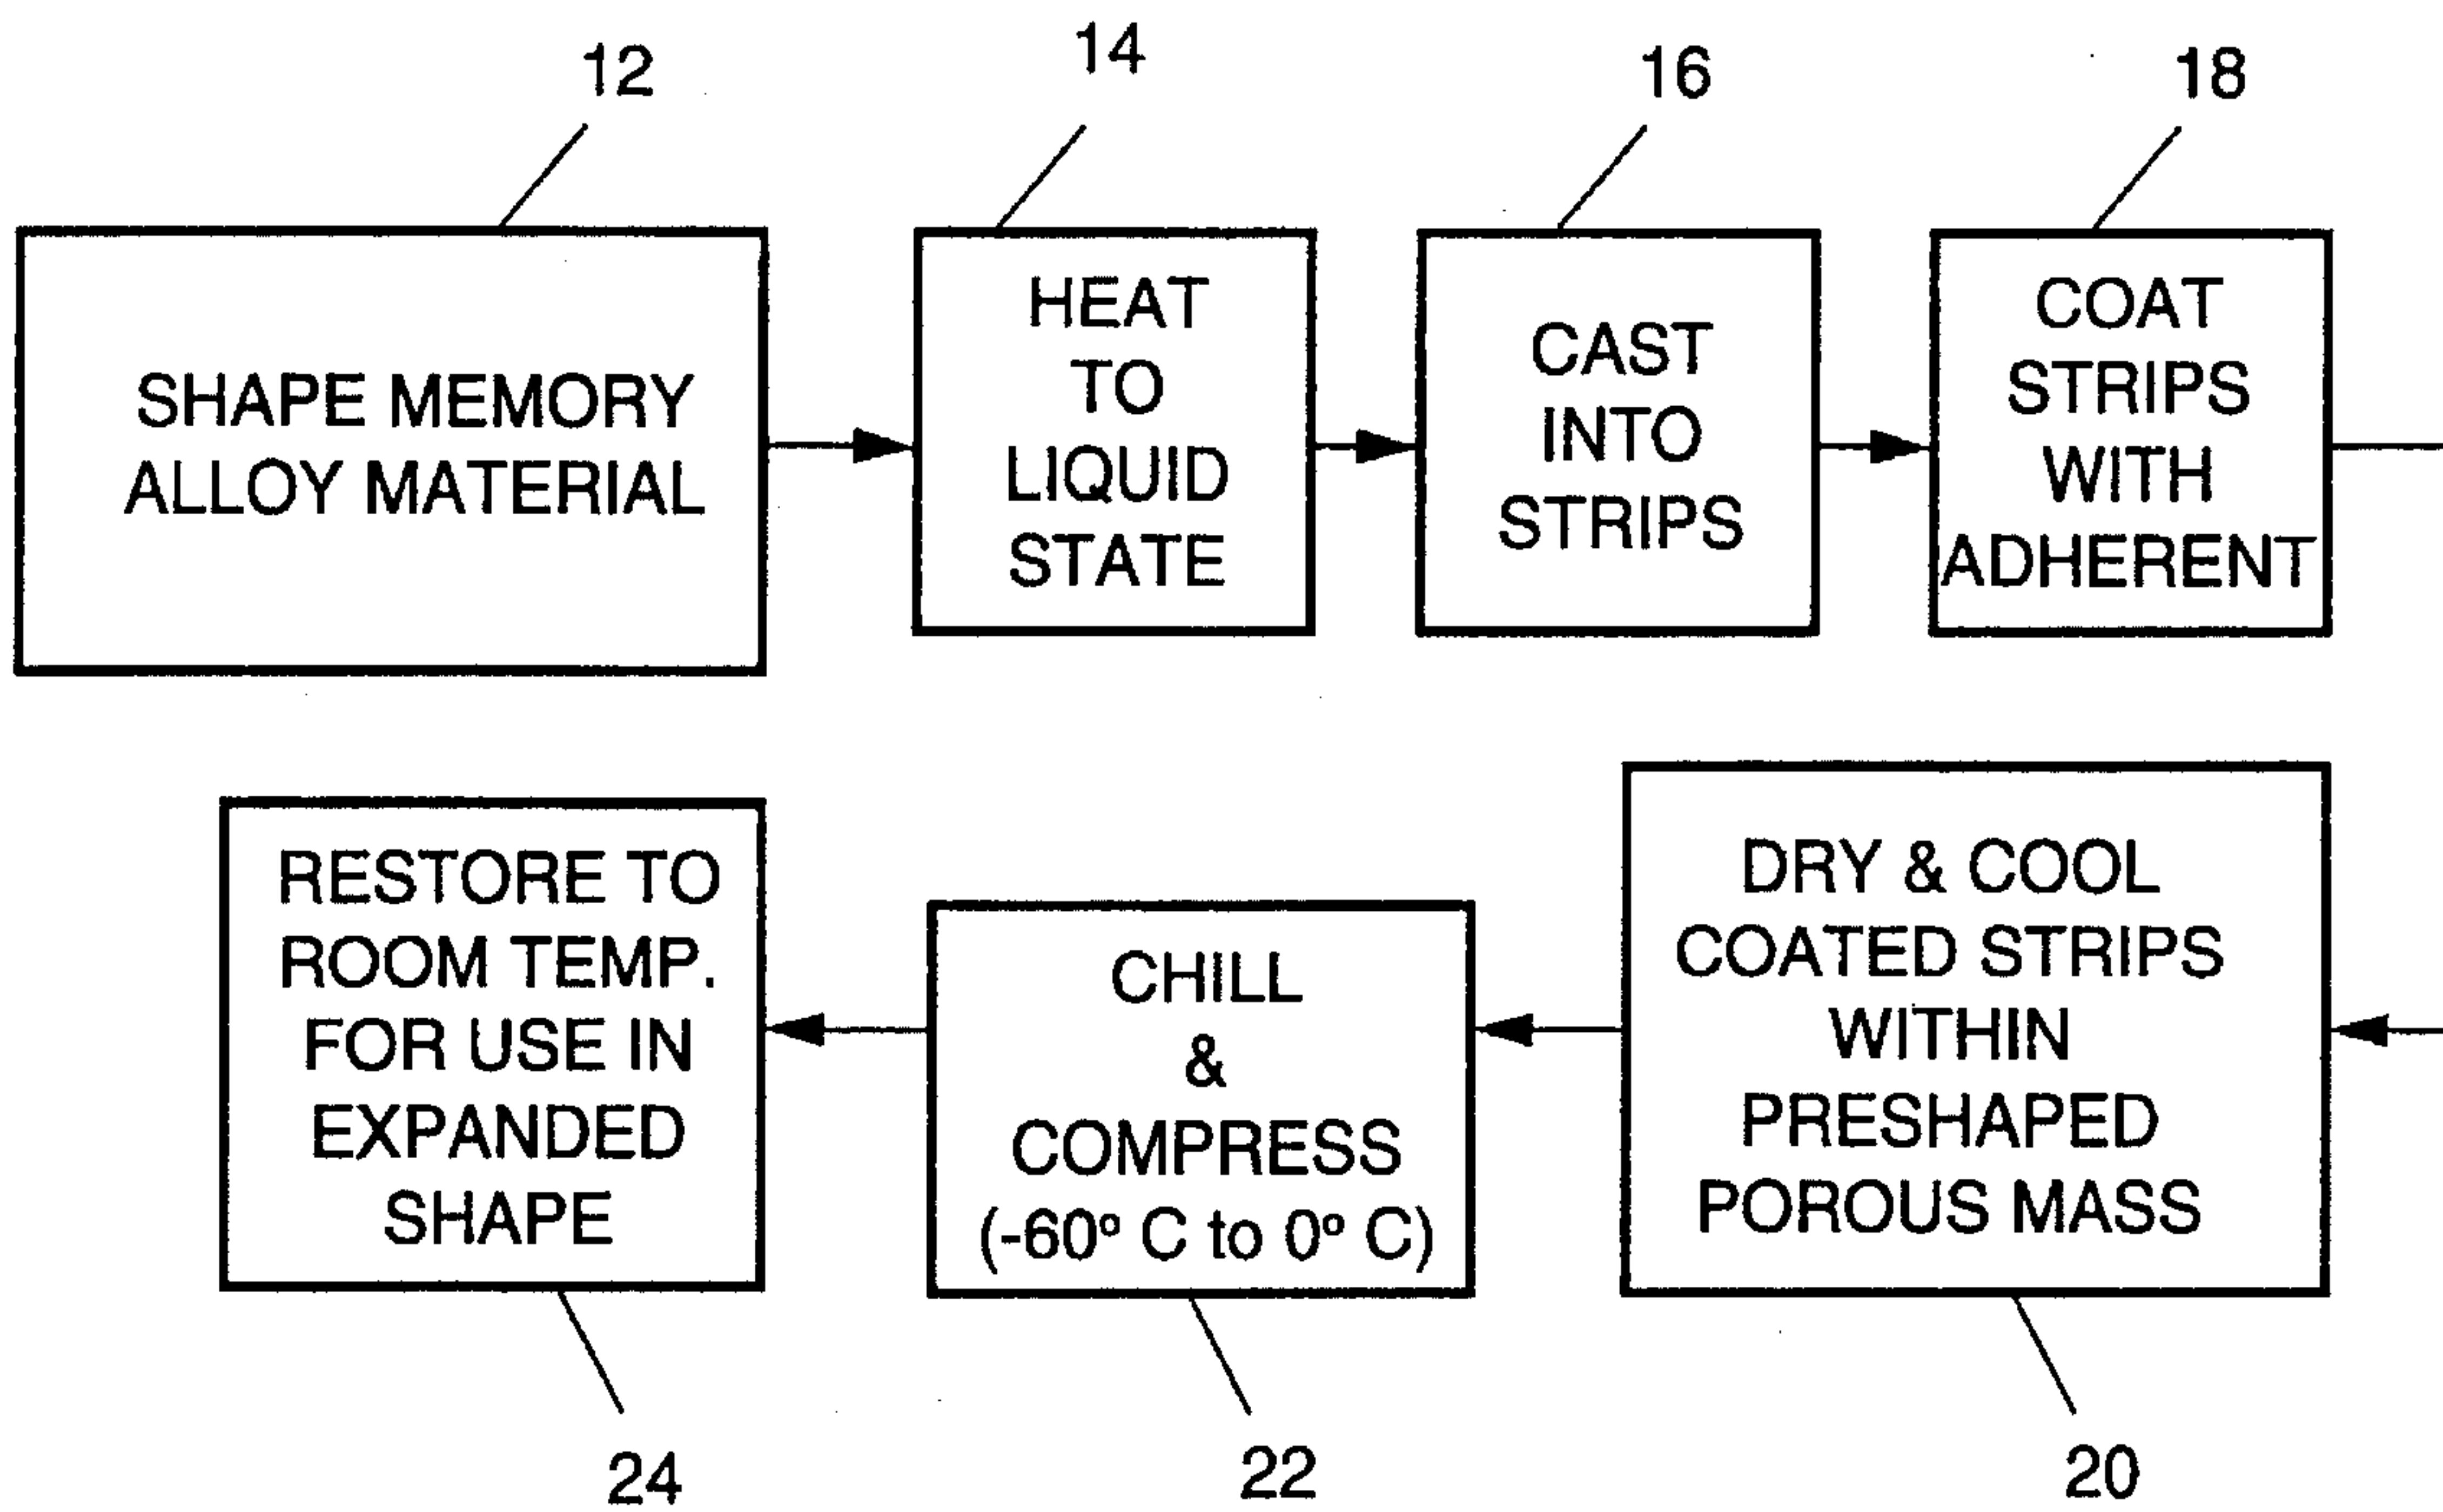 12
14
16
18
SHAPE MEMORY
ALLOY MATERIAL
HEAT
TO
LIQUID
STATE
CAST
INTO
STRIPS
COAT
STRIPS
WITH
ADHERENT
RESTORE TO
ROOM TEMP.
FOR USE IN
EXPANDED
SHAPE
CHILL
&
COMPRESS
(-60º C to 0º C)
DRY & COOL
COATED STRIPS
WITHIN
PRESHAPED
POROUS MASS
24
22
20